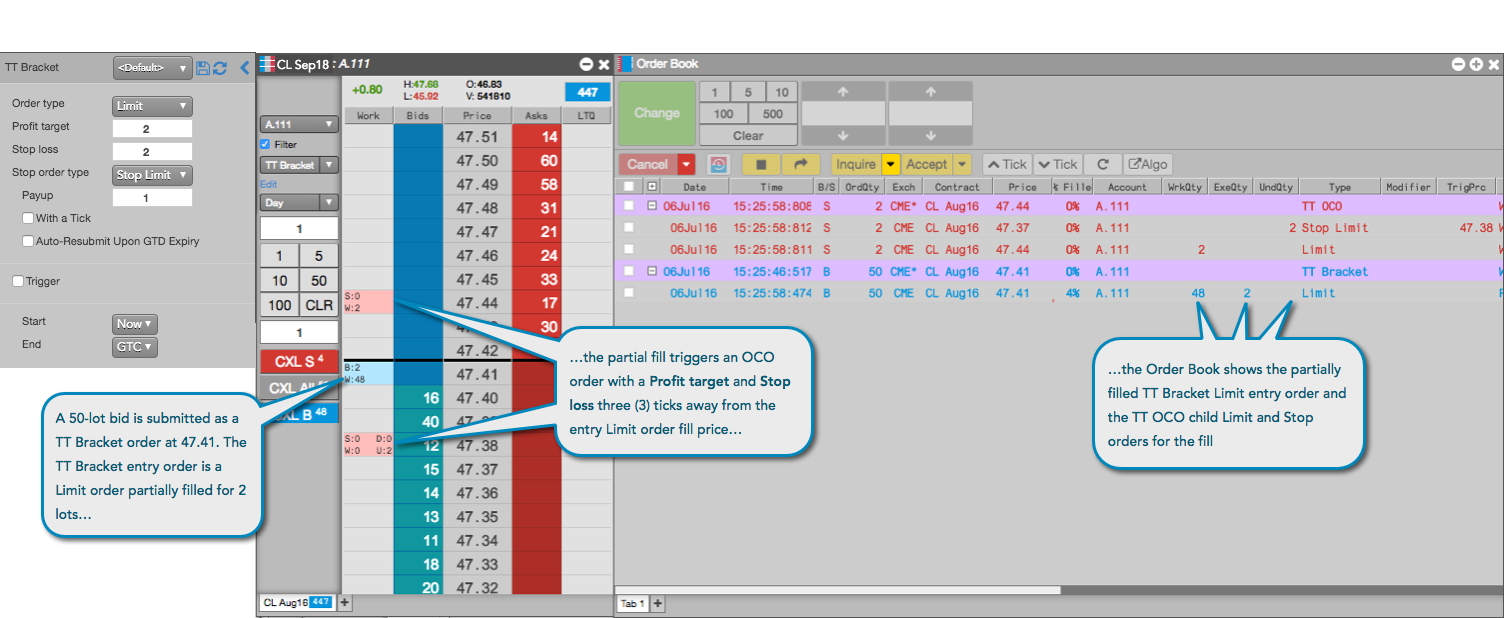 TT Bracket <Default>
Order type Limit
Profit target 2
Stop loss 2
Stop order type Stop Limit
Payup 1
With a Tick
Auto-Resubmit Upon GTD Expiry
Trigger
Start Now
End GTC
CL Sep18 : A.111
+0.80 H:47.68 O:46.83 447
L:45.92 V: 541810
Work Bids Price Asks LTQ
A.111
Filter
TT Bracket
Edit
Day
1
1 5
10 50
100 CLR
1
CXL S 4
CXL All
XL B 48
47.51 14
47.50 60
47.49 58
47.48 31
47.47 21
47.46 24
47.45 33
S:0
W:2 47.44 17
30
47.42
B:2
W:48 47.41
16 47.40
40
S:0 D:0
W:0 U:2 12 47.38
15 47.37
14 47.36
13 47.35
11 47.34
18 47.33
20 47.32
CL Aug16 447 +
Order Book
Change 1 5 10
100 500
Clear
Cancel Inquire Accept Tick Tick C Algo
Date Time B/S OrdQty Exch Contract Price % Fille Account WrkQty ExeQty UndQty Type Modifier TrigPrc
06Jul16 15:25:58:808 S 2 CME* CL Aug16 47.44 0% A.111 TT OCO
06Jul16 15:25:58:812 S 2 CME CL Aug16 47.37 0% A.111 2 Stop Limit 47.38
06Jul16 15:25:58:811 S 2 CME CL Aug16 47.44 0% A.111 2 Limit
06Jul16 15:25:46:517 B 50 CME* CL Aug16 47.41 0% A.111 TT Bracket
06Jul16 15:25:58:474 B 50 CME CL Aug16 47.41 4% A.111 48 2 Limit
Tab 1 +
A 50-lot bid is submitted as a
TT Bracket order at 47.41. The
TT Bracket entry order is a
Limit order partially filled for 2
lots…
…the partial fill triggers an OCO
order with a Profit target and Stop
loss three (3) ticks away from the
entry Limit order fill price…
…the Order Book shows the partially
filled TT Bracket Limit entry order and
the TT OCO child Limit and Stop
orders for the fill